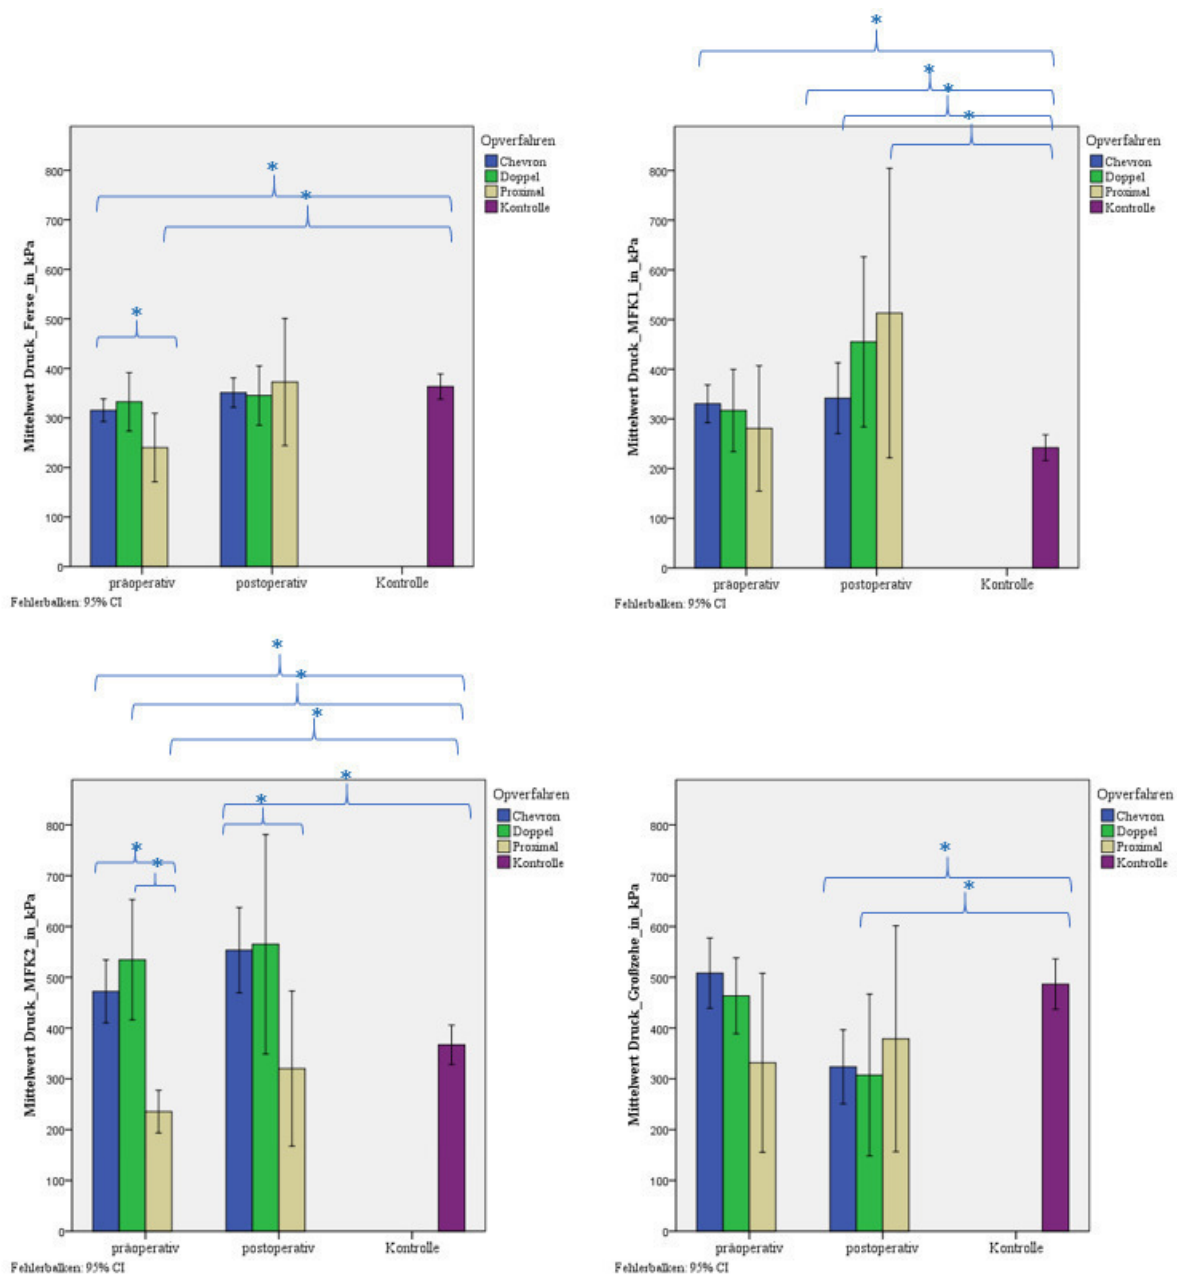 *
*
*
*
Opverfahren
Chevron
Doppel
Proximal
Kontrolle
*
*
*
Mittelwert Druck_Ferse_in_kPa
800
700
600
500
400
300
200
100
0
präoperativ postoperativ Kontrolle
Fehlerbalken: 95% CI
Opverfahren
Chevron
Doppel
Proximal
Kontrolle
Mittelwert Druck_MFK1_in_kPa
800
700
600
500
400
300
200
100
0
präoperativ postoperativ Kontrolle
Fehlerbalken: 95% CI
*
*
*
*
*
*
*
Opverfahren
Chevron
Doppel
Proximal
Kontrolle
Mittelwert Druck_MFK2_in_kPa
800
700
600
500
400
300
200
100
0
präoperativ postoperativ Kontrolle
Fehlerbalken: 95% CI
Opverfahren
Chevron
Doppel
Proximal
Kontrolle
*
*
Mittelwert Druck_Großzehe_in_kPa
800
700
600
500
400
300
200
100
0
präoperativ postoperativ Kontrolle
Fehlerbalken: 95% CI